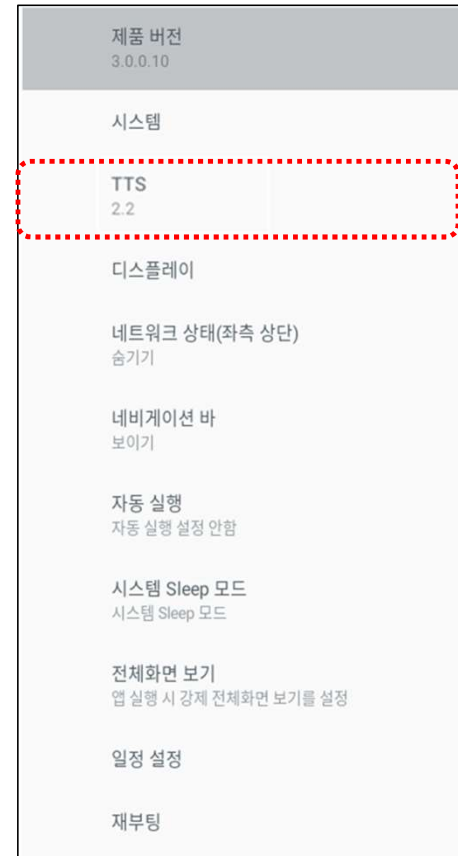 제품 버전
3.0.0.10
시스템
TTS
2.2
디스플레이
네트워크 상태(좌측 상단)
숨기기
네비게이션 바
보이기
자동 실행
자동 실행 설정 안함
시스템 Sleep 모드
시스템 Sleep 모드
전체화면 보기
앱 실행 시 강제 전체화면 보기를 설정
일정 설정
재부팅